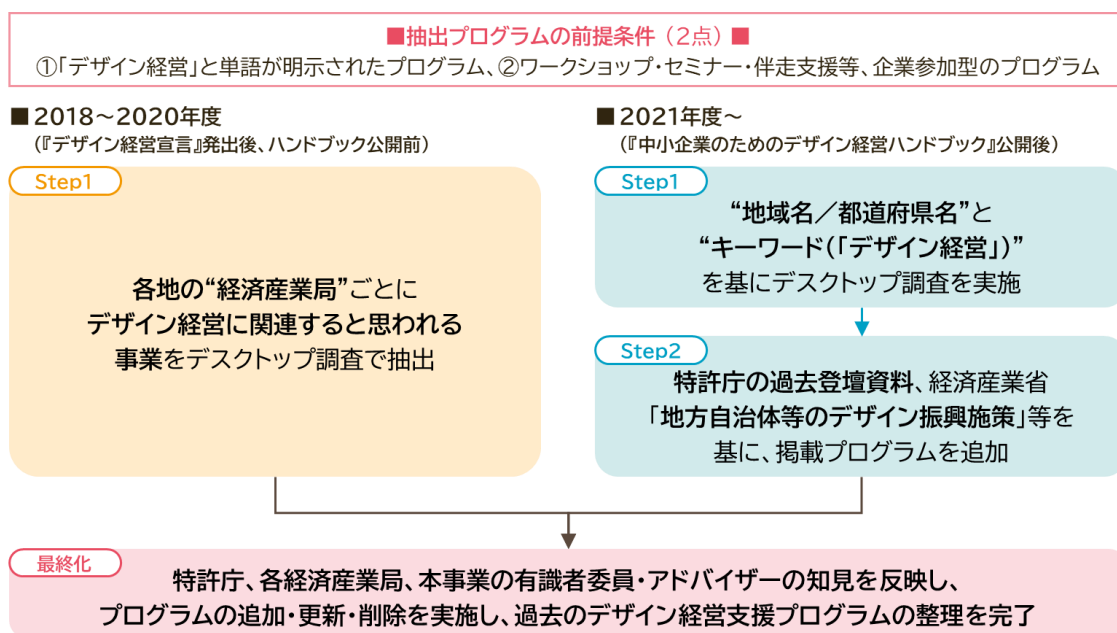 ■抽出プログラムの前提条件（2点）■
①「デザイン経営」と単語が明示されたプログラム、②ワークショップ・セミナー・伴走支援等、企業参加型のプログラム
■ 2018～2020年度
（『デザイン経営宣言』発出後、ハンドブック公開前）
Step1
各地の“経済産業局”ごとに
デザイン経営に関連すると思われる
事業をデスクトップ調査で抽出
■ 2021年度～
（『中小企業のためのデザイン経営ハンドブック』公開後）
Step1
“地域名／都道府県名”と
“キーワード（「デザイン経営」）”
を基にデスクトップ調査を実施
Step2
特許庁の過去登壇資料、経済産業省
「地方自治体等のデザイン振興施策」等を
基に、掲載プログラムを追加
最終化
特許庁、各経済産業局、本事業の有識者委員・アドバイザーの知見を反映し、
プログラムの追加・更新・削除を実施し、過去のデザイン経営支援プログラムの整理を完了